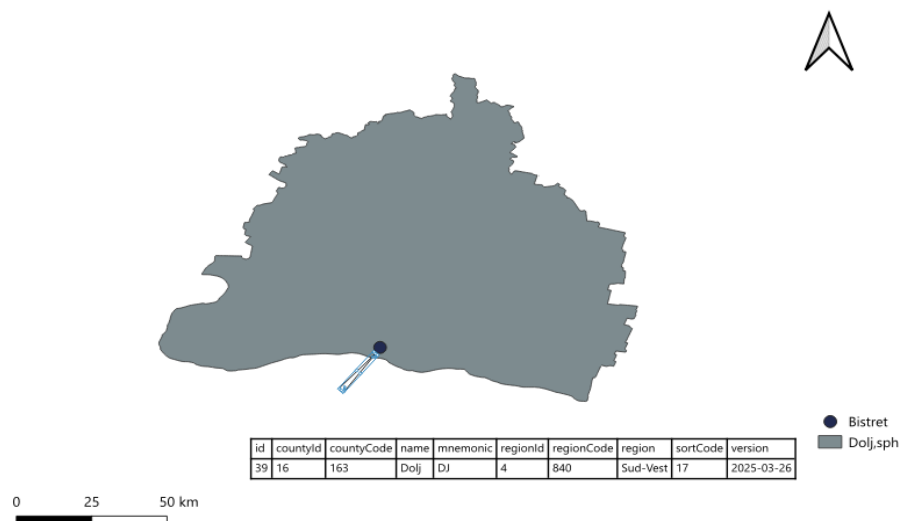 Bistret
Dolj,sph
id countyId countyCode name mnemonic regionId regionCode region sortCode version
39 16 163 Dolj DJ 4 840 Sud-Vest 17 2025-03-26
0 25 50 km